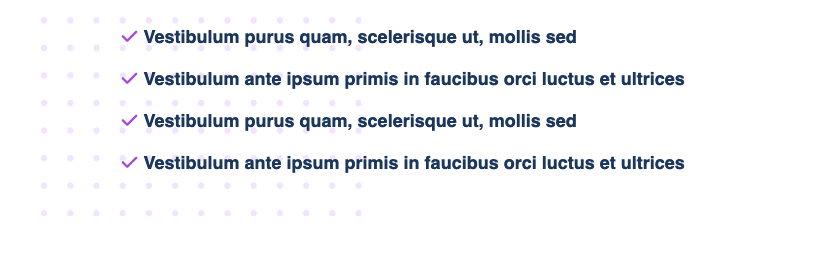 Vestibulum purus quam, scelerisque ut, mollis sed
Vestibulum ante ipsum primis in faucibus orci luctus et ultrices
Vestibulum purus quam, scelerisque ut, mollis sed
Vestibulum ante ipsum primis in faucibus orci luctus et ultrices